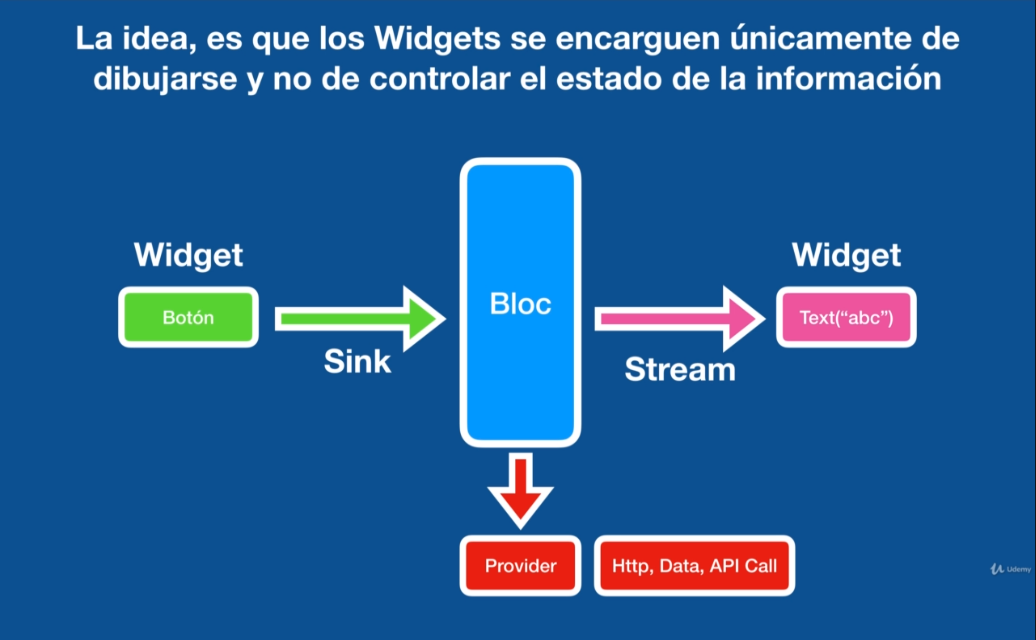 La idea, es que los Widgets se encarguen únicamente de
dibujarse y no de controlar el estado de la información
Widget
Botón
Sink
Bloc
Stream
Widget
Text(“abc”)
Provider
Http, Data, API Call
Udemy